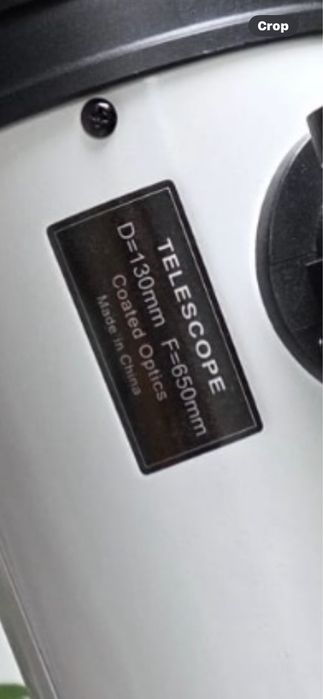 Crop
TELESCOPE
D=130mm F=650mm
Coated Optics
Made in China